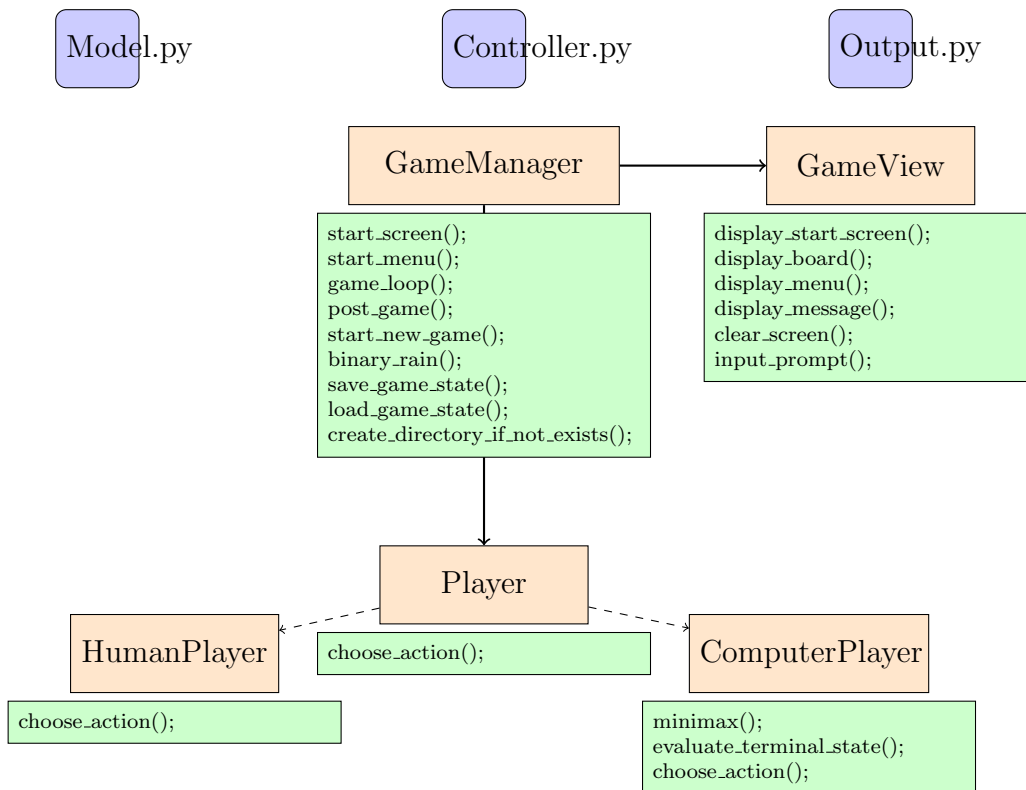 Model.py
Controller.py
Output.py
GameManager
GameView
start_screen();
start_menu();
game_loop();
post_game();
start_new_game();
binary_rain();
save_game_state();
load_game_state();
create_directory_if_not_exists();
display_start_screen();
display_board();
display_menu();
display_message();
clear_screen();
input_prompt();
Player
choose_action();
HumanPlayer
choose_action();
ComputerPlayer
minimax();
evaluate_terminal_state();
choose_action();